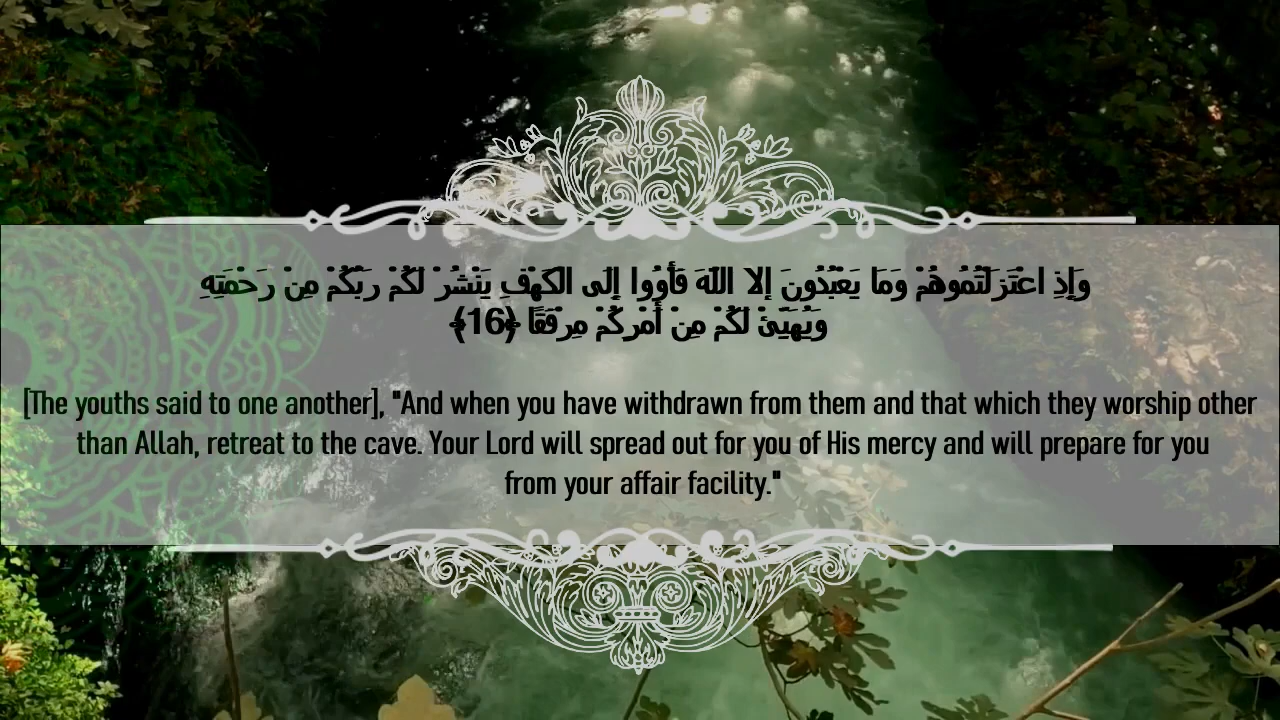 وَإِذِ اعْتَزَلْتُمُوهُمْ وَمَا يَعْبُدُونَ إِلا اللَّهَ فَأْوُوا إِلَى الْكَهْفِ يَنْشُرْ لَكُمْ رَبُّكُمْ مِنْ رَحْمَتِهِ
وَيُهَيِّئْ لَكُمْ مِنْ أَمْرِكُمْ مِرْفَقًا ﴿16﴾
[The youths said to one another], "And when you have withdrawn from them and that which they worship other
than Allah, retreat to the cave. Your Lord will spread out for you of His mercy and will prepare for you
from your affair facility."